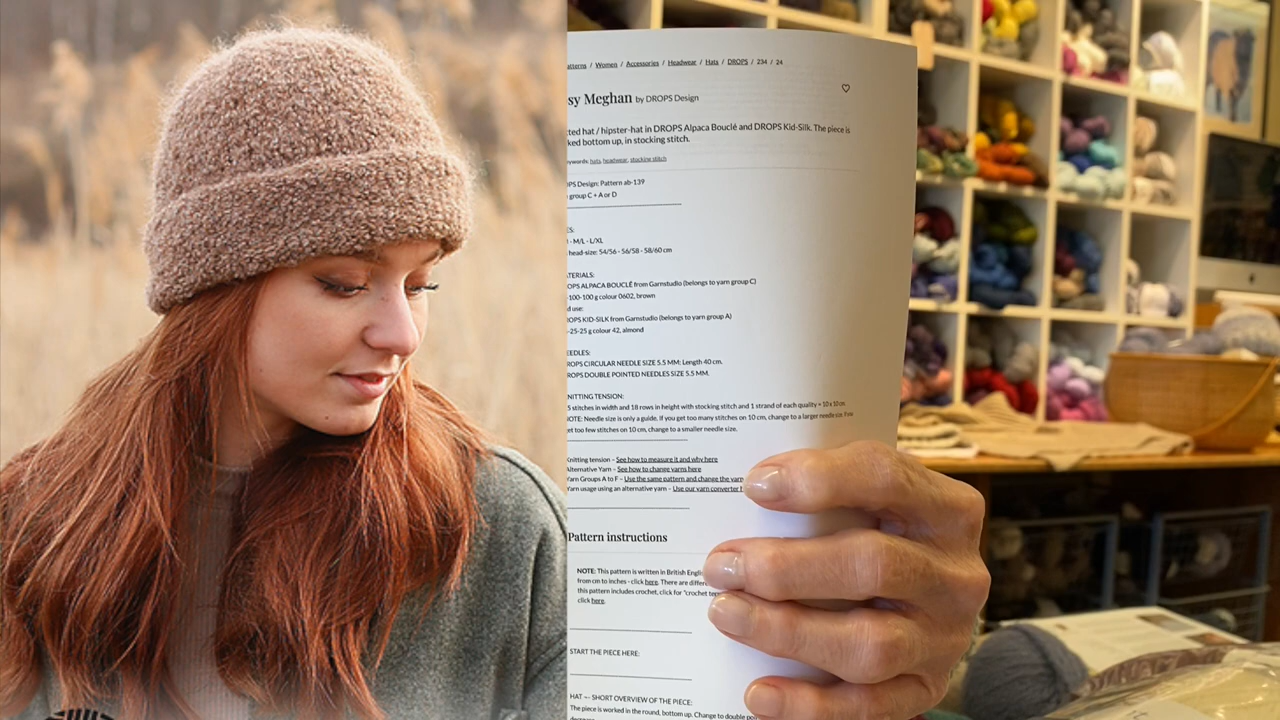 atterns / Women / Accessories / Headwear / Hats / DROPS / 234 / 24
sy Meghan by DROPS Design
ted hat / hipster-hat in DROPS Alpaca Bouclé and DROPS Kid-Silk. The piece is
ked bottom up, in stocking stitch.
ywords: hats, headwear, stocking stitch
PS Design: Pattern ab-139
group C + A or D
ES:
- M/L - L/XL
head-size: 54/56 - 56/58 - 58/60 cm
TERIALS:
OPS ALPACA BOUCLÉ from Garnstudio (belongs to yarn group C)
-100-100 g colour 0602, brown
d use:
OPS KID-SILK from Garnstudio (belongs to yarn group A)
-25-25 g colour 42, almond
EEDLES:
ROPS CIRCULAR NEEDLE SIZE 5.5 MM: Length 40 cm.
ROPS DOUBLE POINTED NEEDLES SIZE 5.5 MM.
NITTING TENSION:
5 stitches in width and 18 rows in height with stocking stitch and 1 strand of each quality = 10 x 10 cm.
NOTE: Needle size is only a guide. If you get too many stitches on 10 cm, change to a larger needle size. If you
et too few stitches on 10 cm, change to a smaller needle size.
Knitting tension – See how to measure it and why here
Alternative Yarn – See how to change yarns here
Yarn Groups A to F – Use the same pattern and change the yarn
Yarn usage using an alternative yarn – Use our yarn converter
Pattern instructions
NOTE: This pattern is written in British Engli
from cm to inches - click here. There are differ
this pattern includes crochet, click for "crochet
click here.
START THE PIECE HERE:
HAT – SHORT OVERVIEW OF THE PIECE:
The piece is worked in the round, bottom up. Change to double